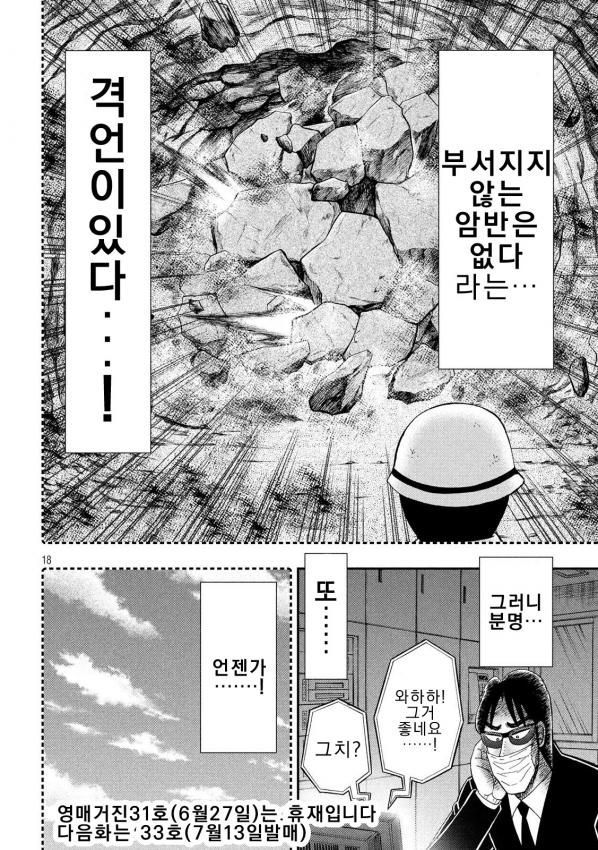 부서지지
않는
암반은
없다
라는…
격언이있다…!
18
그러니
분명…
또……
와하하!
그거
좋네요
……!
그치?
언젠가
……!
영매거진31호(6월27일)는 휴재입니다
다음화는 33호(7월13일발매)